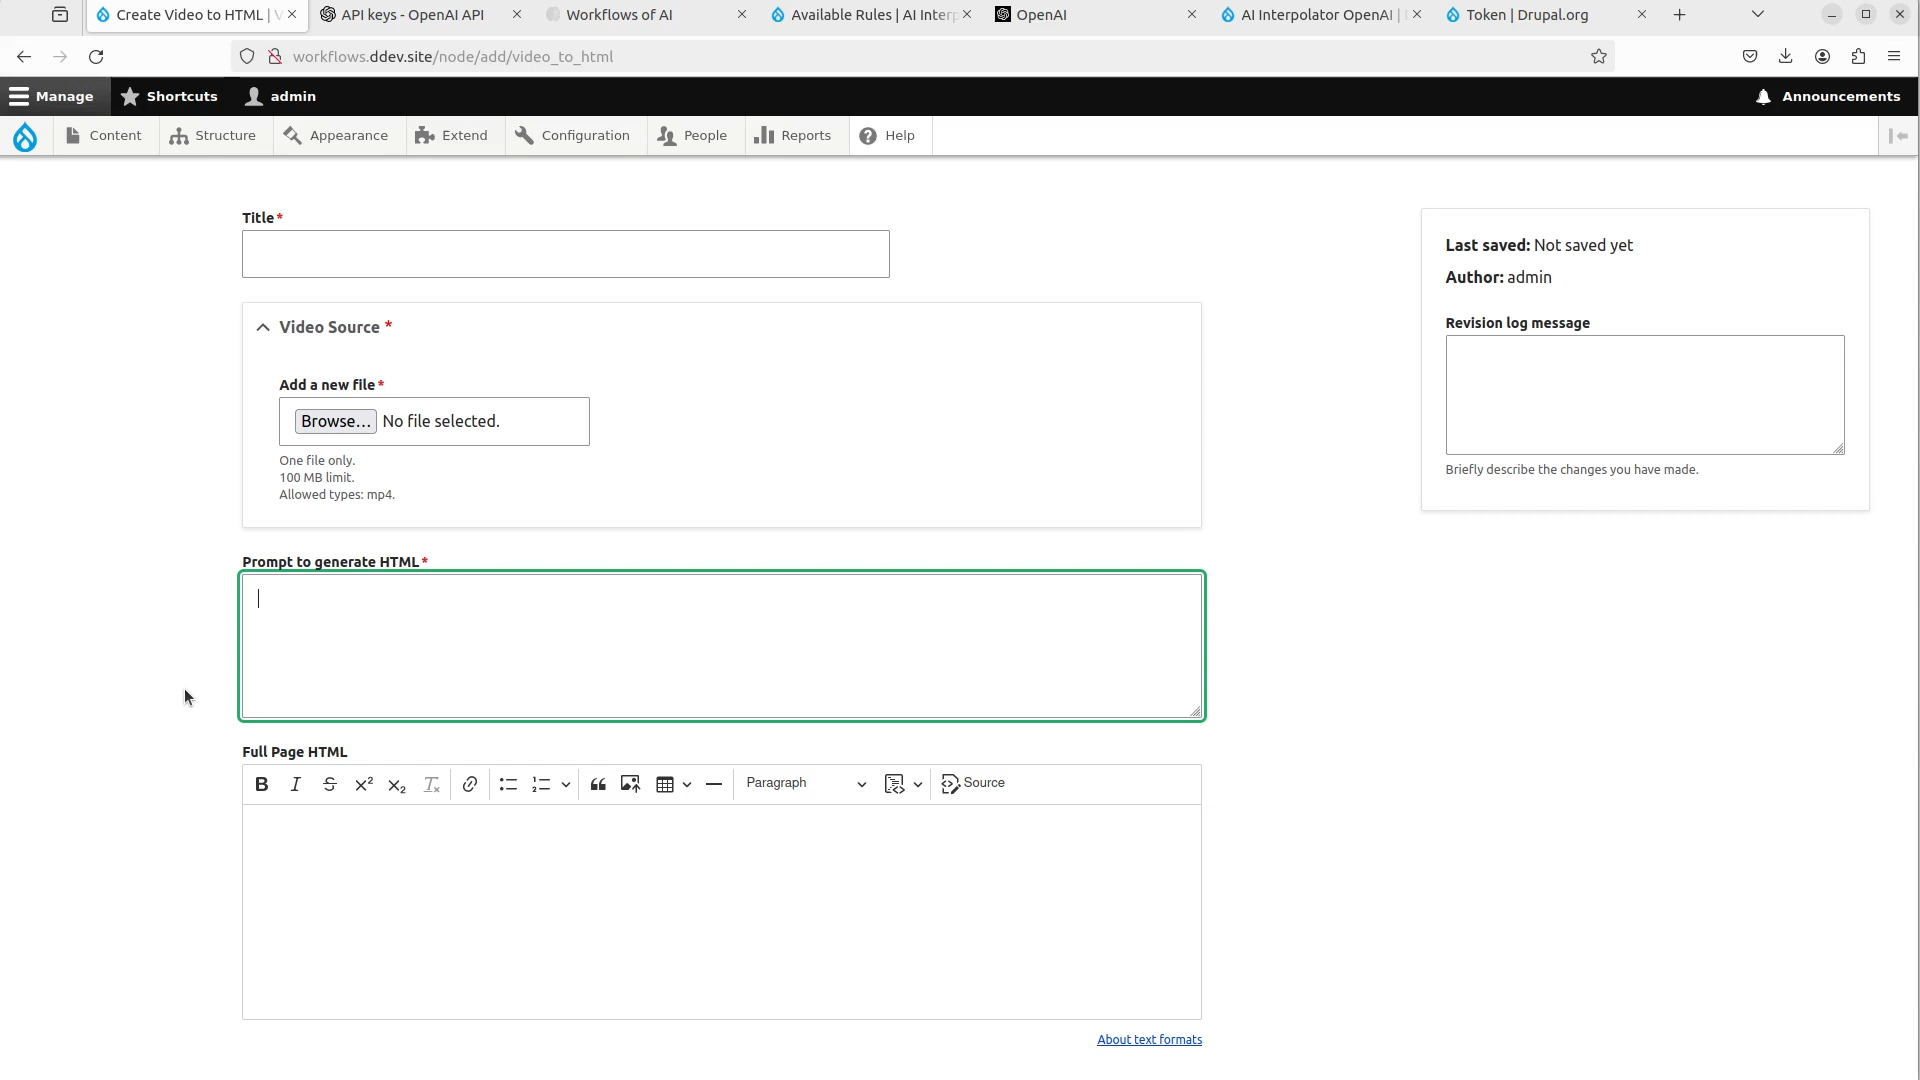 Create Video to HTML | V
API keys - OpenAI API
Workflows of AI
Available Rules | AI Interp
OpenAI
AI Interpolator OpenAI | D
Token | Drupal.org
workflows.ddev.site/node/add/video_to_html
Manage
Shortcuts
admin
Announcements
Content
Structure
Appearance
Extend
Configuration
People
Reports
Help
Title*
Video Source *
Add a new file*
Browse... No file selected.
One file only.
100 MB limit.
Allowed types: mp4.
Prompt to generate HTML*
Full Page HTML
Paragraph
Source
About text formats
Last saved: Not saved yet
Author: admin
Revision log message
Briefly describe the changes you have made.